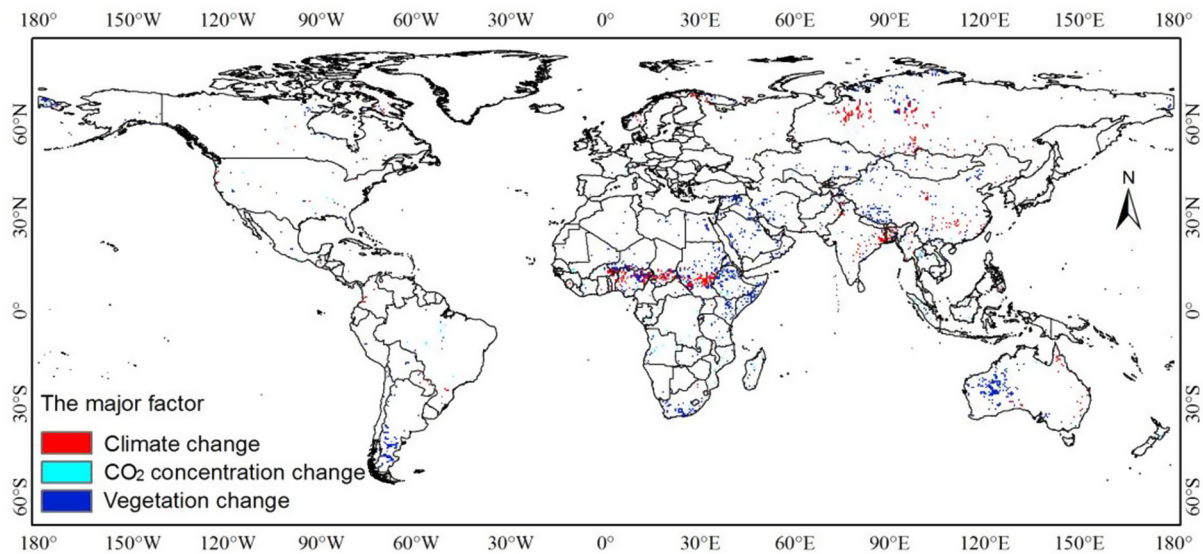 180° 150°W 120°W 90°W 60°W 30°W 0° 30°E 60°E 90°E 120°E 150°E 180°
60°N 60°N
N
30°N 30°N
0° 0°
30°S 30°S
The major factor
Climate change
CO₂ concentration change
Vegetation change
60°S 60°S
180° 150°W 120°W 90°W 60°W 30°W 0° 30°E 60°E 90°E 120°E 150°E 180°